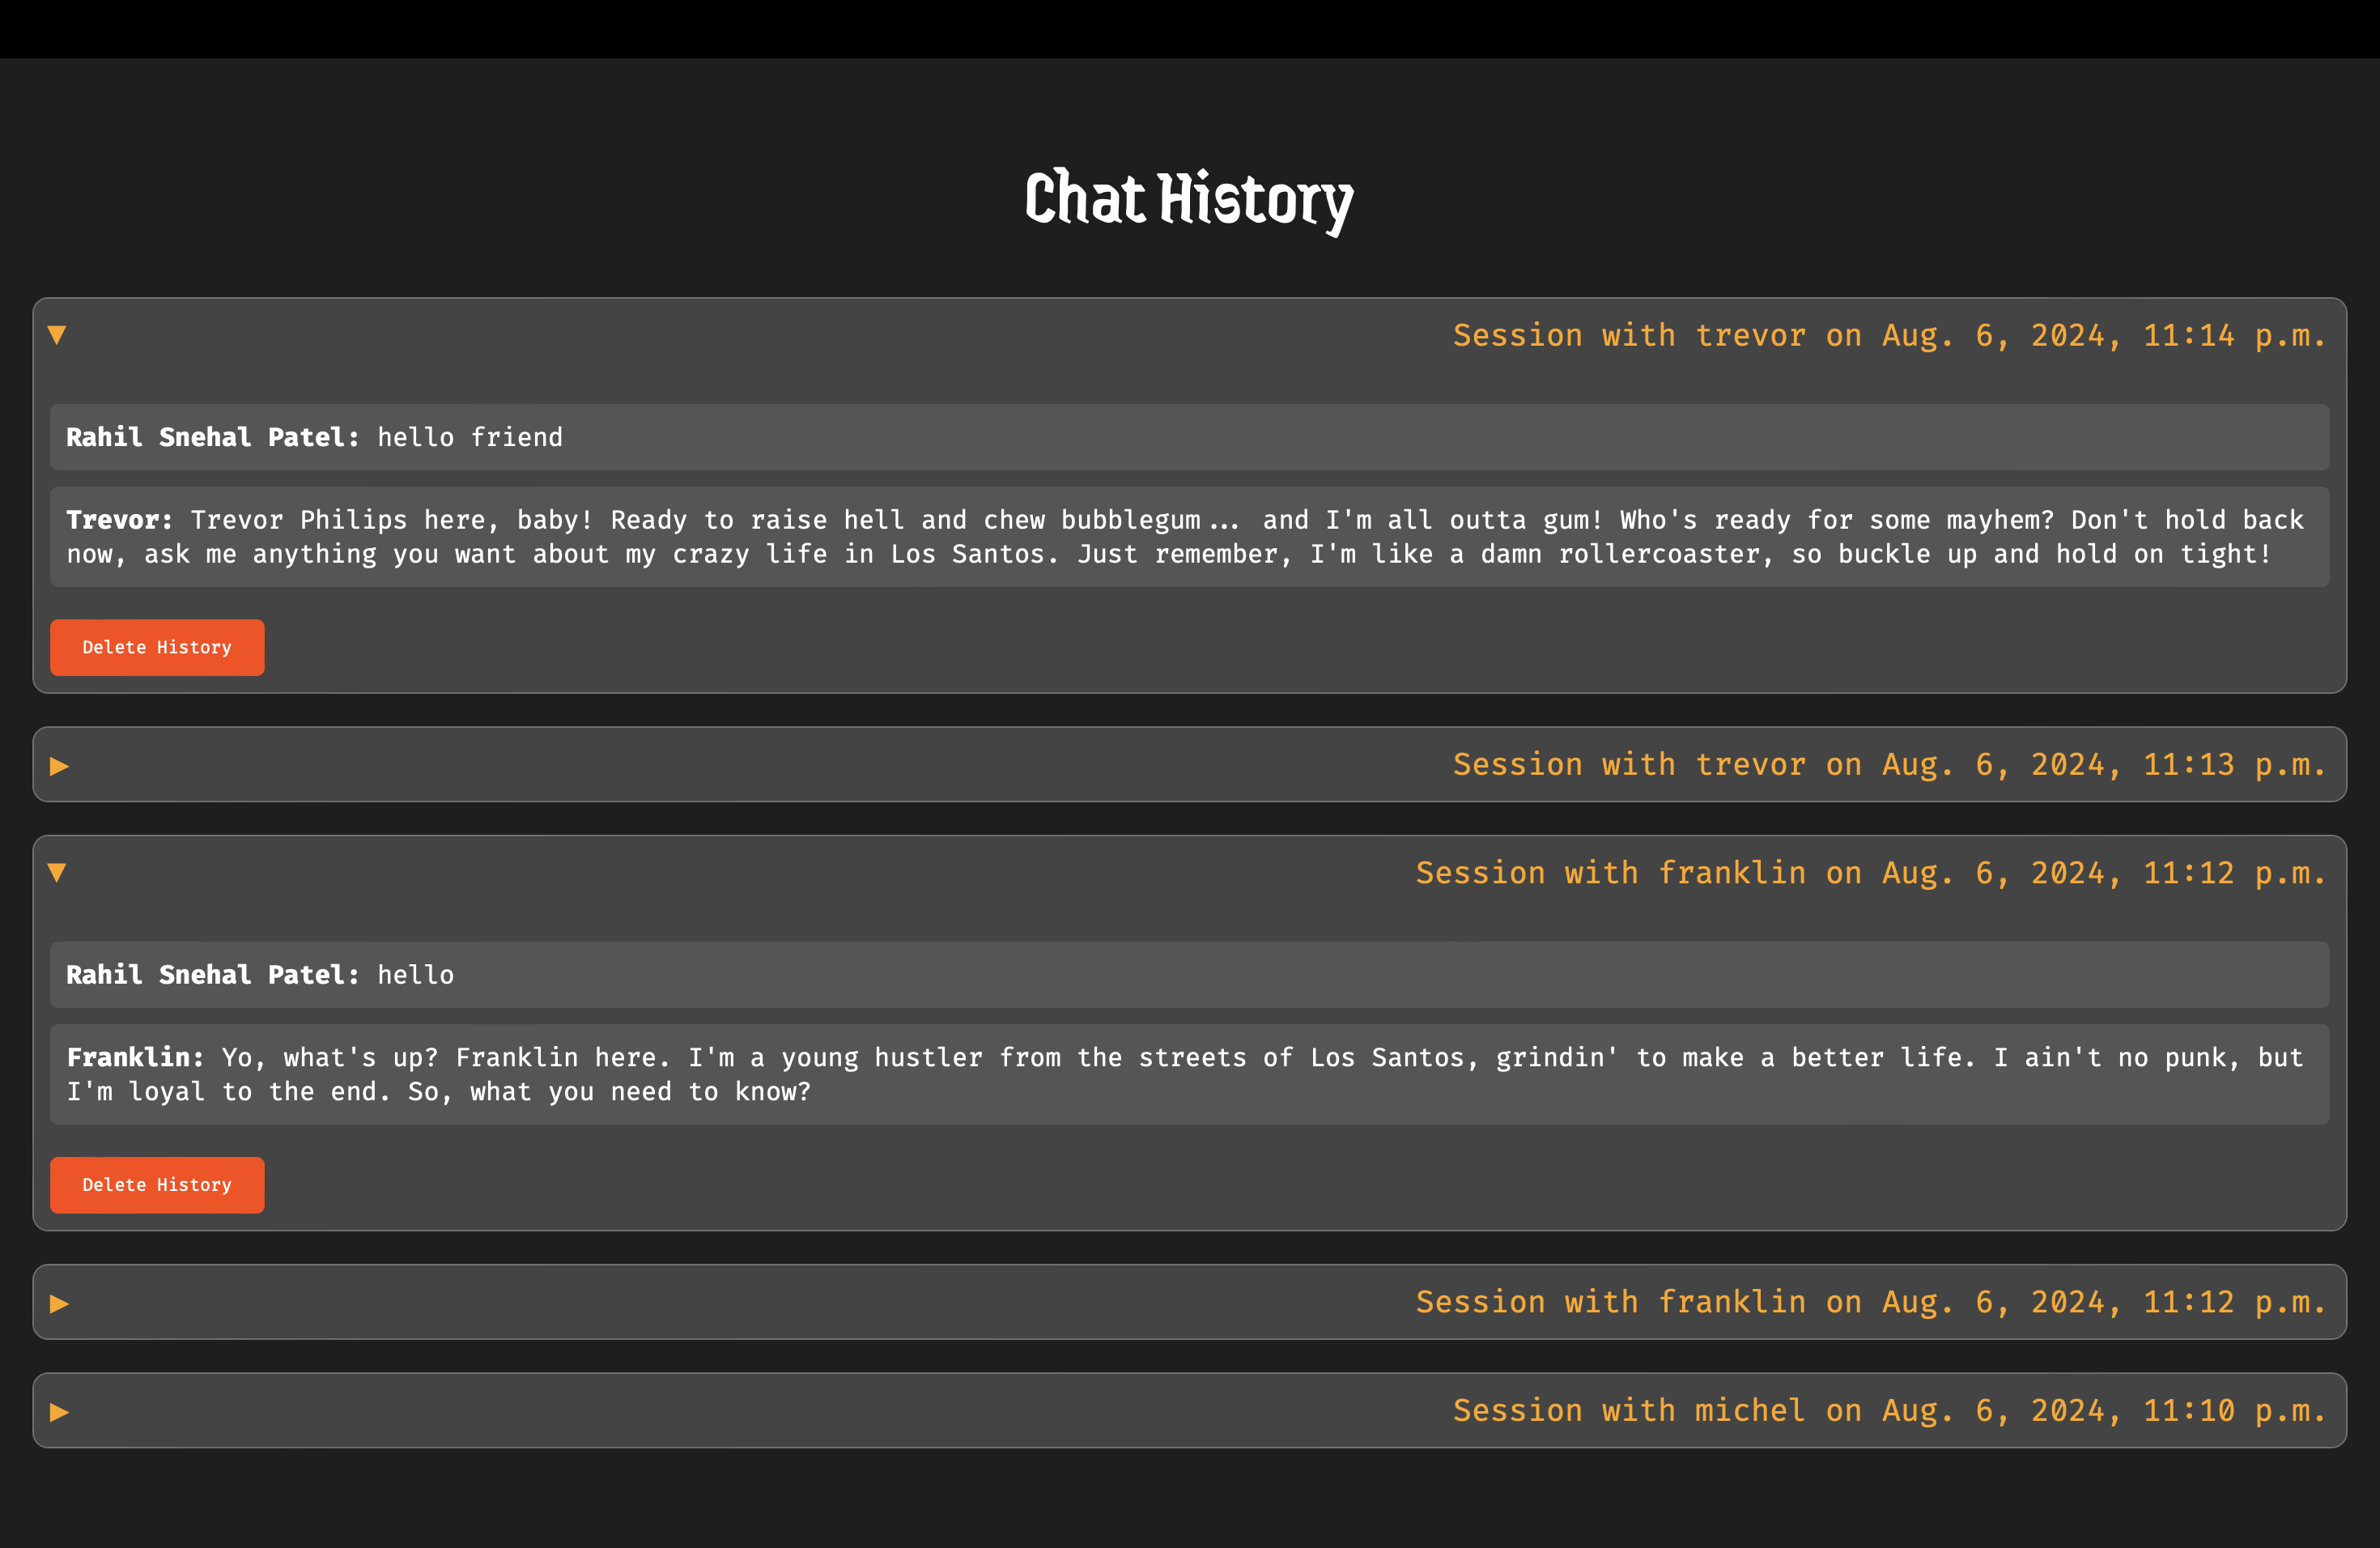 Chat History
Session with trevor on Aug. 6, 2024, 11:14 p.m.
Rahil Snehal Patel: hello friend
Trevor: Trevor Philips here, baby! Ready to raise hell and chew bubblegum... and I'm all outta gum! Who's ready for some mayhem? Don't hold back
now, ask me anything you want about my crazy life in Los Santos. Just remember, I'm like a damn rollercoaster, so buckle up and hold on tight!
Delete History
Session with trevor on Aug. 6, 2024, 11:13 p.m.
Session with franklin on Aug. 6, 2024, 11:12 p.m.
Rahil Snehal Patel: hello
Franklin: Yo, what's up? Franklin here. I'm a young hustler from the streets of Los Santos, grindin' to make a better life. I ain't no punk, but
I'm loyal to the end. So, what you need to know?
Delete History
Session with franklin on Aug. 6, 2024, 11:12 p.m.
Session with michel on Aug. 6, 2024, 11:10 p.m.